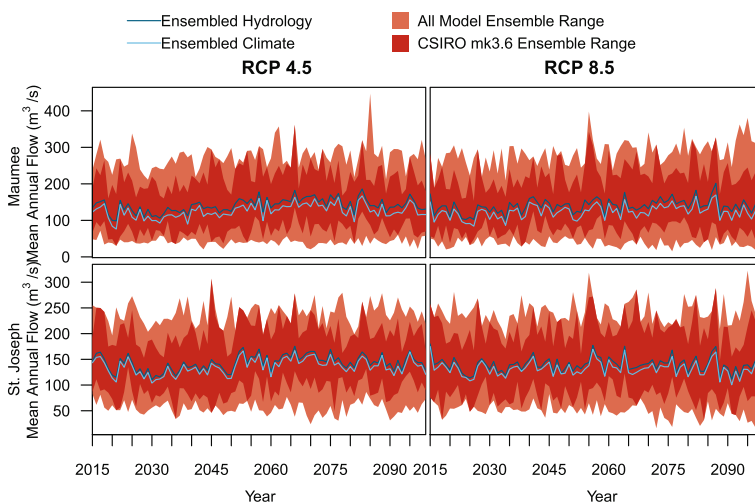 Ensembled Hydrology
All Model Ensemble Range
Ensembled Climate
CSIRO mk3.6 Ensemble Range
RCP 4.5
RCP 8.5
Maumee
Mean Annual Flow (m³ /s)
400
300
200
100
0
St. Joseph
Mean Annual Flow (m³ /s)
300
250
200
150
100
50
2015 2030 2045 2060 2075 2090
2015 2030 2045 2060 2075 2090
Year
Year